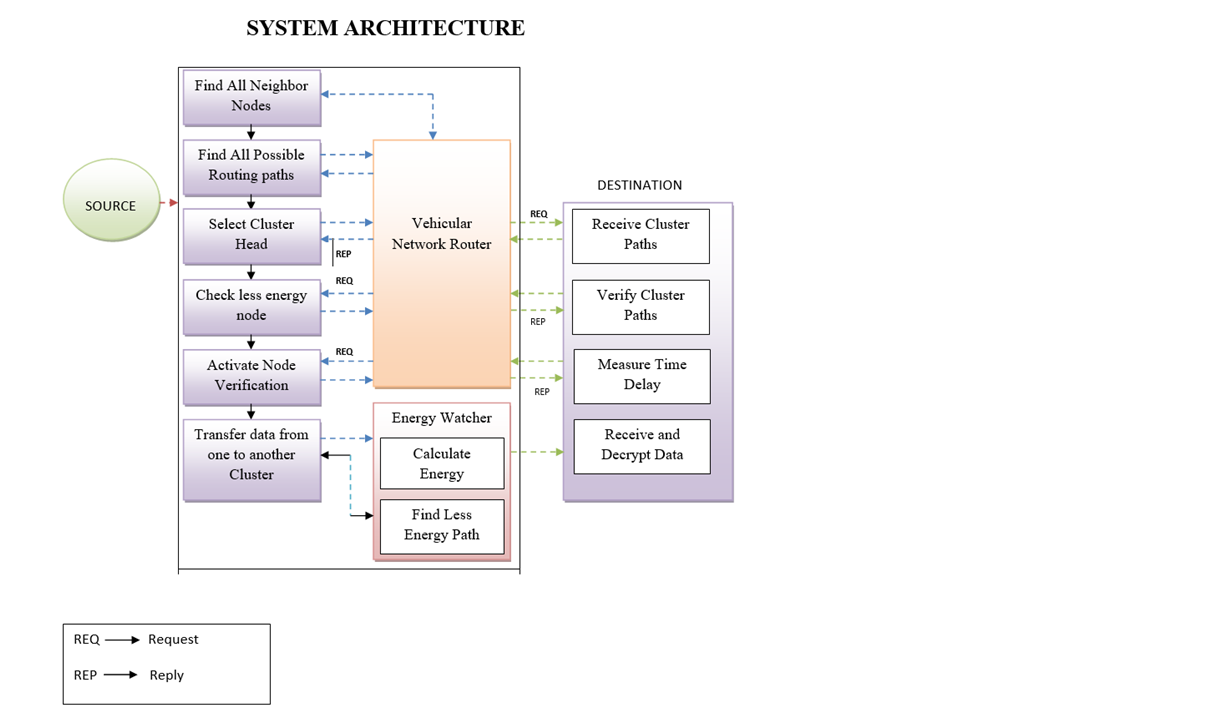 SYSTEM ARCHITECTURE
Find All Neighbor
Nodes
Find All Possible
Routing paths
SOURCE
Select Cluster
Head
REP
Check less energy
node
REQ
Activate Node
Verification
REQ
Transfer data from
one to another
Cluster
Vehicular
Network Router
Energy Watcher
Calculate
Energy
Find Less
Energy Path
DESTINATION
REQ
Receive Cluster
Paths
Verify Cluster
Paths
REP
Measure Time
Delay
REP
Receive and
Decrypt Data
REQ Request
REP Reply